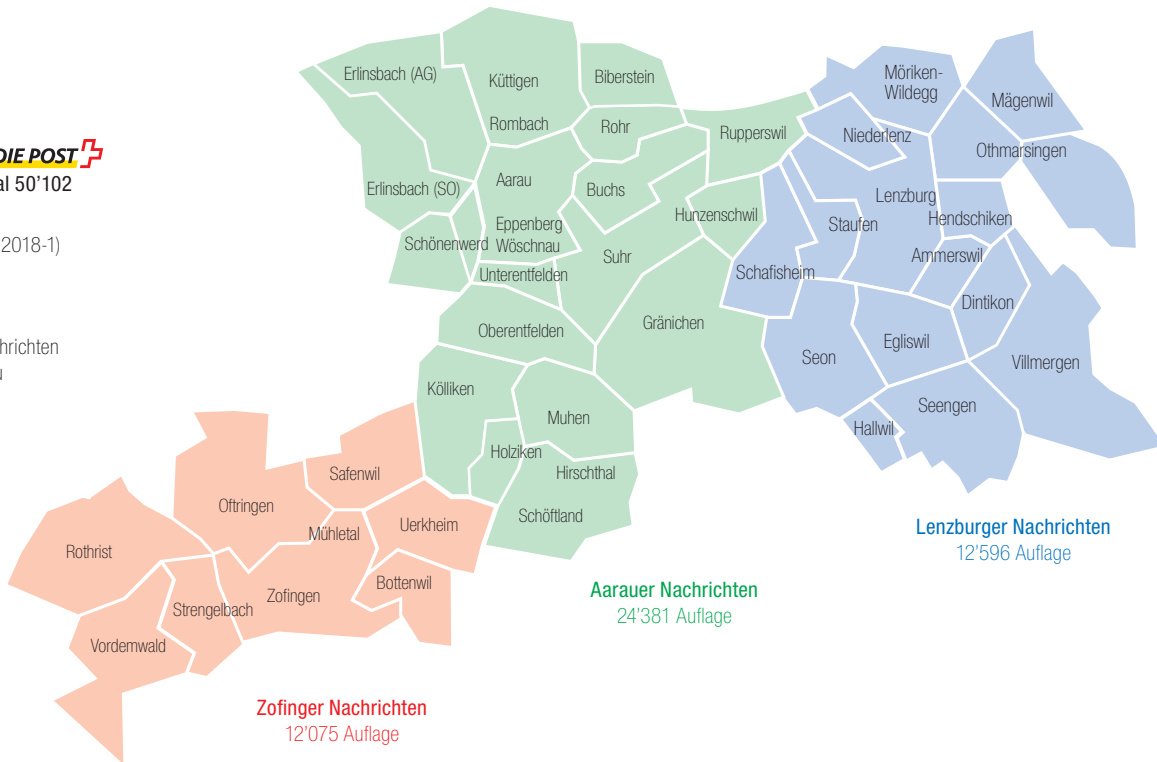 DIE POST
al 50’102
2018-1)
hrichten
u
Erlinsbach (AG)
Küttigen
Biberstein
Rombach
Rohr
Rupperswil
Erlinsbach (SO)
Aarau
Buchs
Eppenberg
Wöschnau
Schönenwerd
Hunzenschwil
Suhr
Unterentfelden
Oberentfelden
Gränichen
Kölliken
Muhen
Holziken
Hirschthal
Schöftland
Möriken-
Wildegg
Mägenwil
Niederlenz
Othmarsingen
Lenzburg
Hendschiken
Staufen
Ammerswil
Schafisheim
Dintikon
Egliswil
Seon
Villmergen
Seengen
Hallwil
Safenwil
Oftringen
Mühletal
Uerkheim
Rothrist
Bottenwil
Zofingen
Strengelbach
Vordemwald
Lenzburger Nachrichten
12’596 Auflage
Aarauer Nachrichten
24’381 Auflage
Zofinger Nachrichten
12’075 Auflage